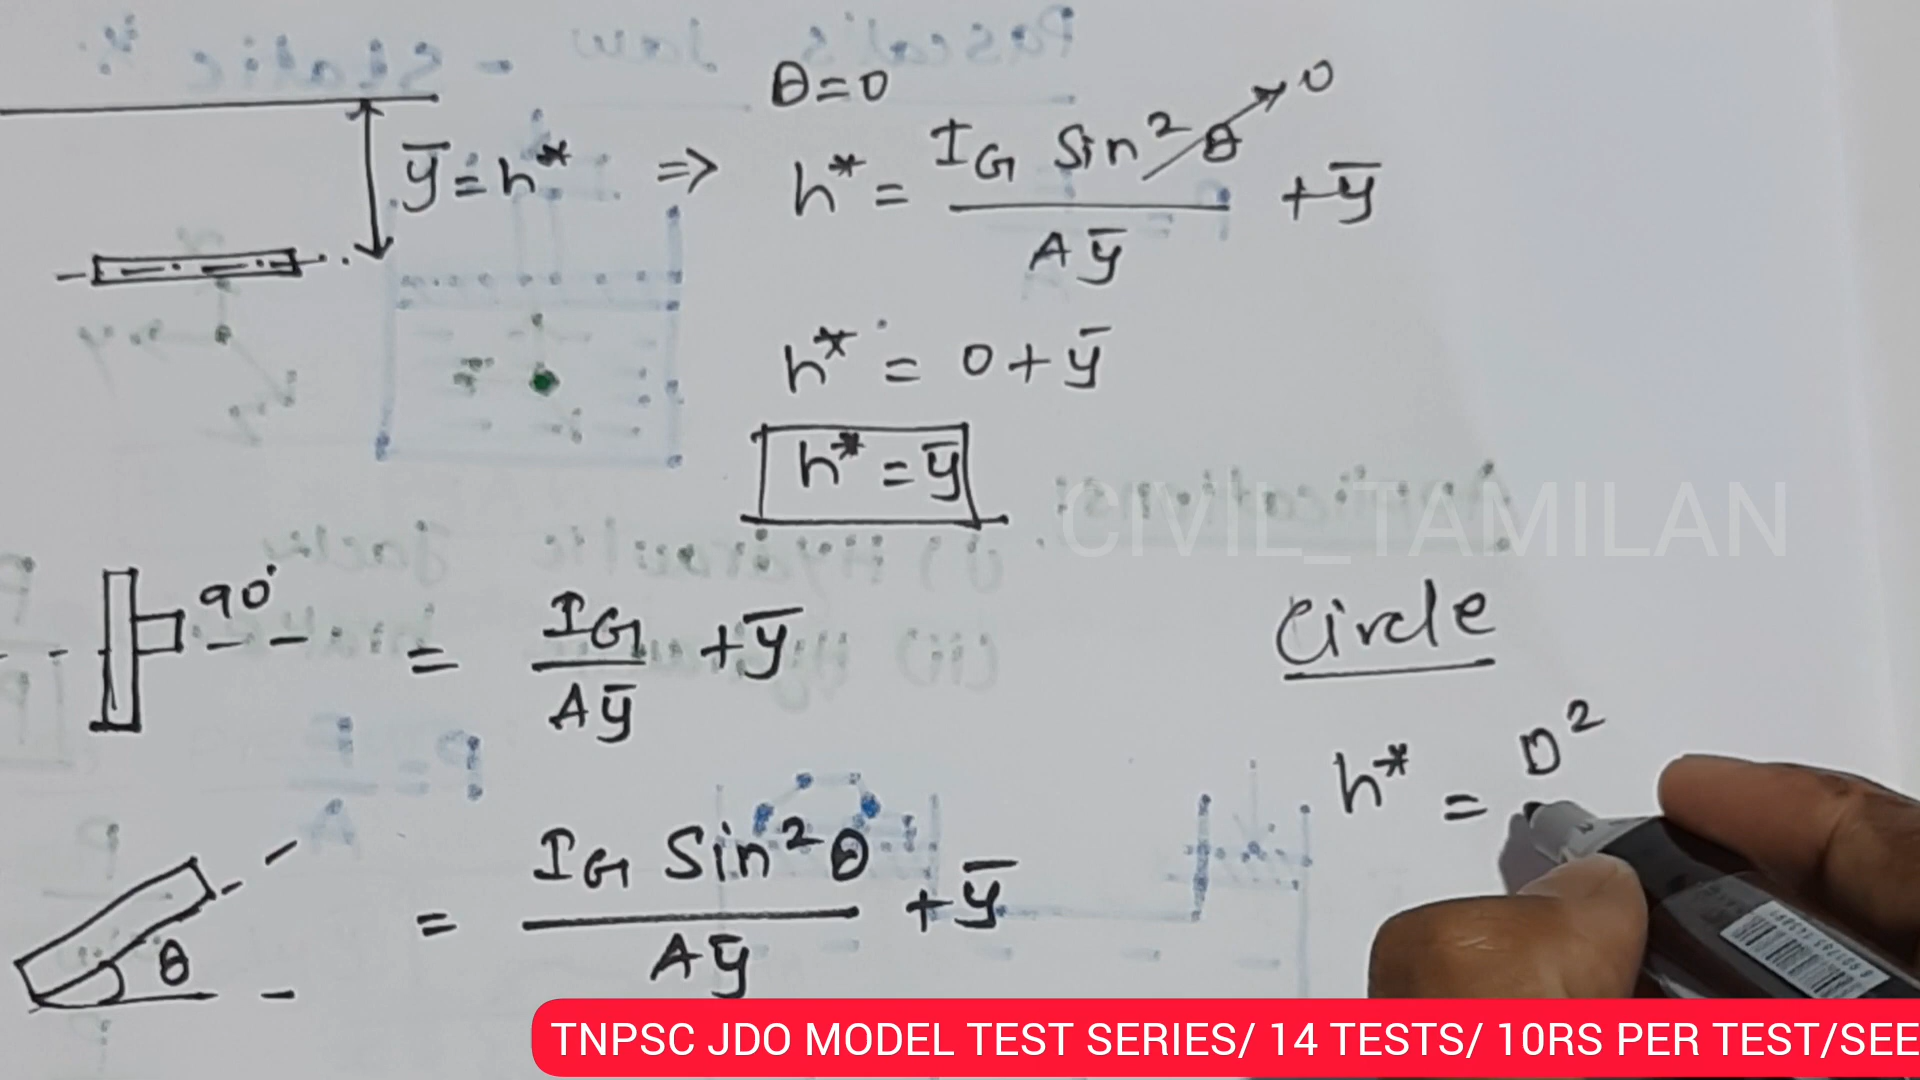 θ=0
ȳ=h* ⇒ h* = I_G Sin²θ → 0 / Aȳ + ȳ
h* = 0+ȳ
h* = ȳ
CIVIL_TAMILAN
90° = I_G / Aȳ + ȳ
Circle
h* = D²
θ = I_G Sin²θ / Aȳ + ȳ
TNPSC JDO MODEL TEST SERIES/ 14 TESTS/ 10RS PER TEST/SEE